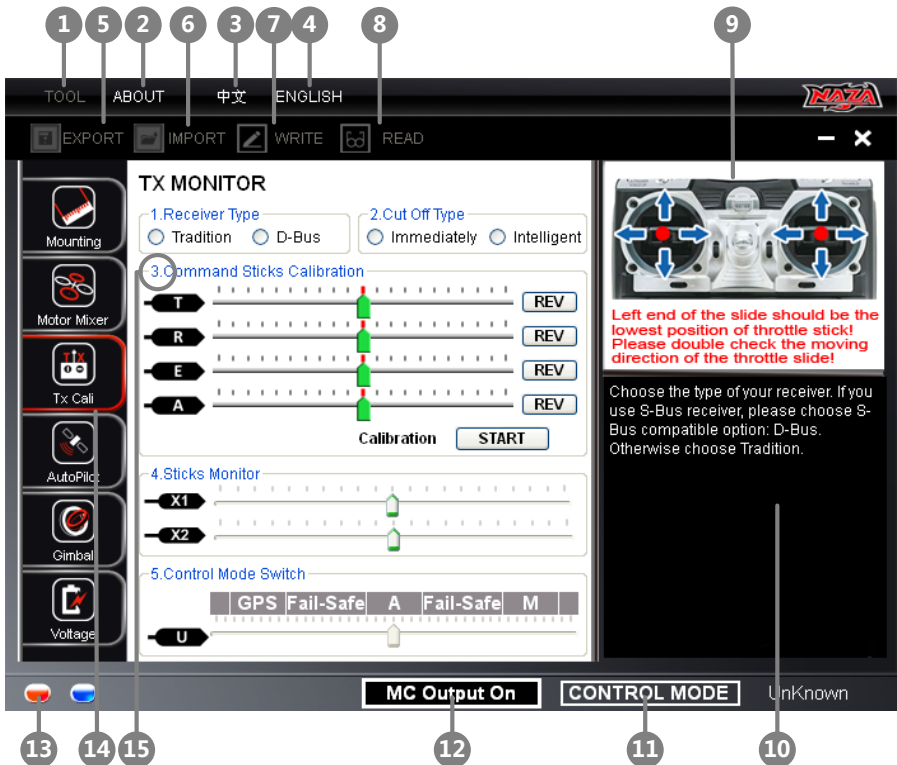 1 5 2 6 3 7 4 8 9
TOOL ABOUT 中文 ENGLISH NAZA
EXPORT IMPORT WRITE READ
Mounting
Motor Mixer
Tx Cali
AutoPilot
Gimbal
Voltage
TX MONITOR
1.Receiver Type
Tradition D-Bus
2.Cut Off Type
Immediately Intelligent
3.Command Sticks Calibration
T REV
R REV
E REV
A REV
Calibration START
4.Sticks Monitor
X1
X2
5.Control Mode Switch
GPS Fail-Safe A Fail-Safe M
U
Left end of the slide should be the
lowest position of throttle stick!
Please double check the moving
direction of the throttle slide!
Choose the type of your receiver. If you
use S-Bus receiver, please choose S-
Bus compatible option: D-Bus.
Otherwise choose Tradition.
MC Output On CONTROL MODE UnKnown
13 14 15 12 11 10